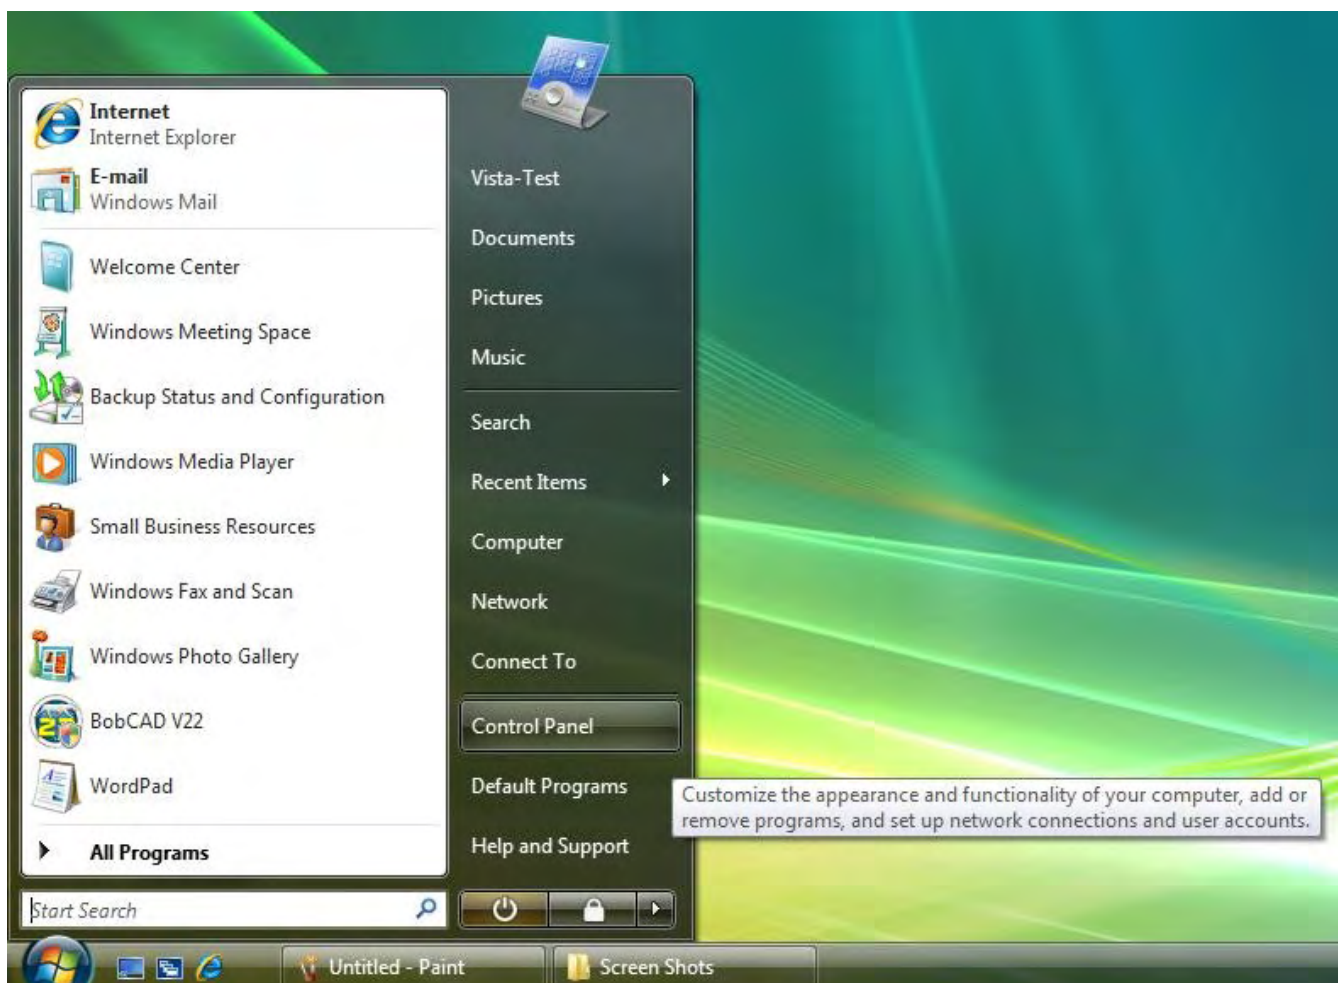 Internet
Internet Explorer
E-mail
Windows Mail
Welcome Center
Windows Meeting Space
Backup Status and Configuration
Windows Media Player
Small Business Resources
Windows Fax and Scan
Windows Photo Gallery
BobCAD V22
WordPad
All Programs
Start Search
Vista-Test
Documents
Pictures
Music
Search
Recent Items
Computer
Network
Connect To
Control Panel
Default Programs
Help and Support
Customize the appearance and functionality of your computer, add or
remove programs, and set up network connections and user accounts.
Untitled - Paint
Screen Shots